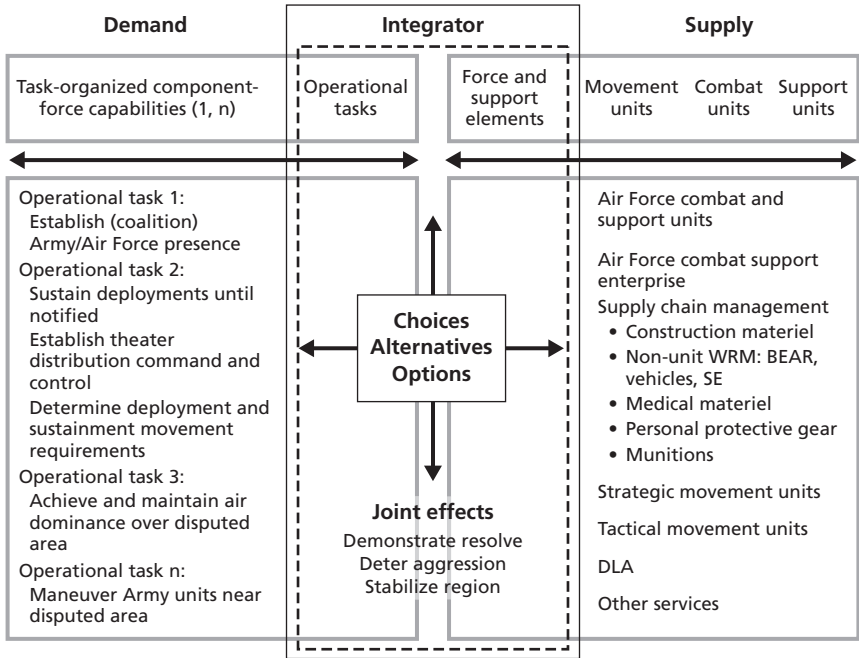 Demand
Integrator
Supply
Task-organized component-
force capabilities (1, n)
Operational
tasks
Force and
support
elements
Movement
units
Combat
units
Support
units
Operational task 1:
Establish (coalition)
Army/Air Force presence
Operational task 2:
Sustain deployments until
notified
Establish theater
distribution command and
control
Determine deployment and
sustainment movement
requirements
Operational task 3:
Achieve and maintain air
dominance over disputed
area
Operational task n:
Maneuver Army units near
disputed area
Choices
Alternatives
Options
Joint effects
Demonstrate resolve
Deter aggression
Stabilize region
Air Force combat and
support units
Air Force combat support
enterprise
Supply chain management
• Construction materiel
• Non-unit WRM: BEAR,
vehicles, SE
• Medical materiel
• Personal protective gear
• Munitions
Strategic movement units
Tactical movement units
DLA
Other services